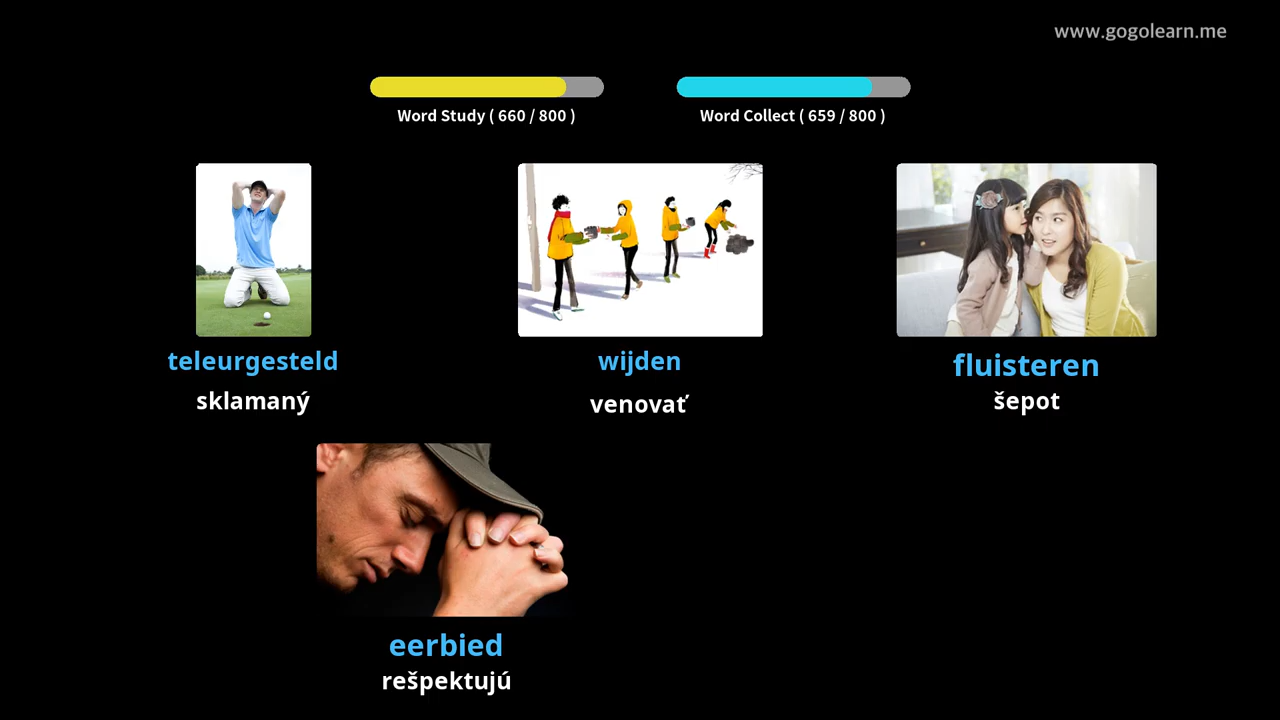 www.gogolearn.me
Word Study ( 660 / 800 )
Word Collect ( 659 / 800 )
teleurgesteld
wijden
fluisteren
sklamaný
venovať
šepot
eerbied
rešpektujú